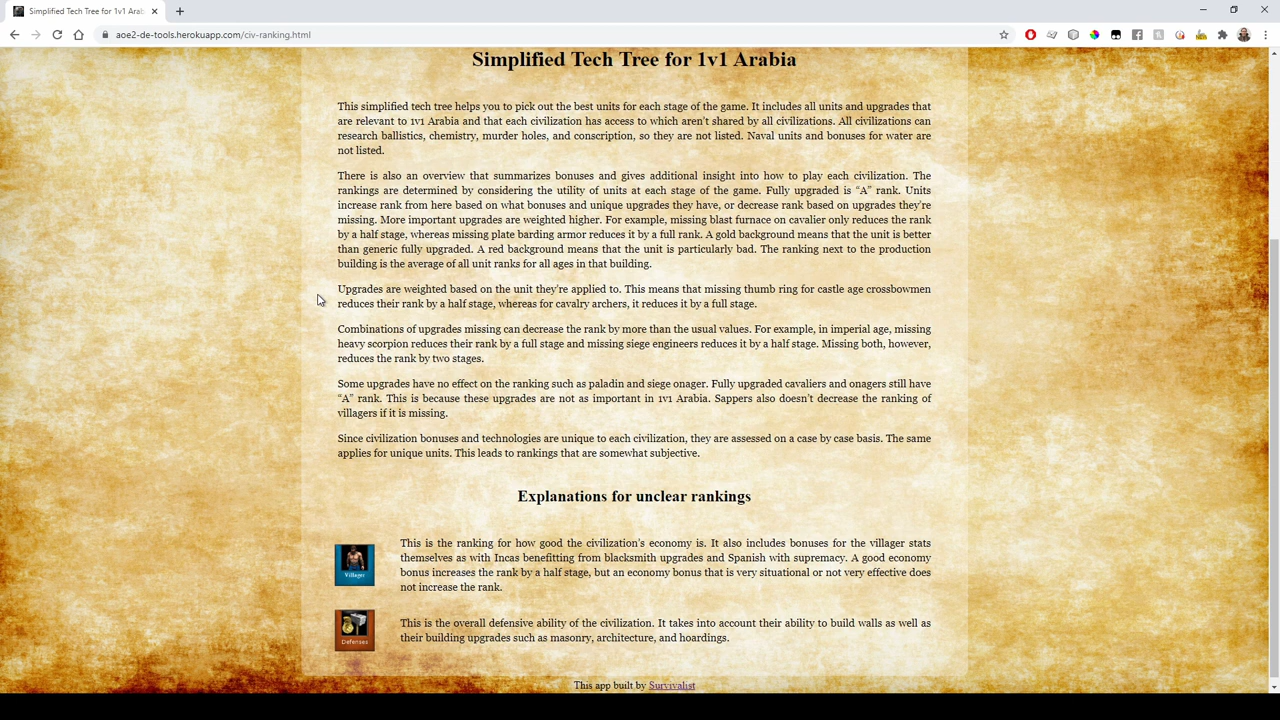 Simplified Tech Tree for 1v1 Arab
aoe2-de-tools.herokuapp.com/civ-ranking.html
Simplified Tech Tree for 1v1 Arabia
This simplified tech tree helps you to pick out the best units for each stage of the game. It includes all units and upgrades that
are relevant to 1v1 Arabia and that each civilization has access to which aren't shared by all civilizations. All civilizations can
research ballistics, chemistry, murder holes, and conscription, so they are not listed. Naval units and bonuses for water are
not listed.
There is also an overview that summarizes bonuses and gives additional insight into how to play each civilization. The
rankings are determined by considering the utility of units at each stage of the game. Fully upgraded is “A” rank. Units
increase rank from here based on what bonuses and unique upgrades they have, or decrease rank based on upgrades they're
missing. More important upgrades are weighted higher. For example, missing blast furnace on cavalier only reduces the rank
by a half stage, whereas missing plate barding armor reduces it by a full rank. A gold background means that the unit is better
than generic fully upgraded. A red background means that the unit is particularly bad. The ranking next to the production
building is the average of all unit ranks for all ages in that building.
Upgrades are weighted based on the unit they're applied to. This means that missing thumb ring for castle age crossbowmen
reduces their rank by a half stage, whereas for cavalry archers, it reduces it by a full stage.
Combinations of upgrades missing can decrease the rank by more than the usual values. For example, in imperial age, missing
heavy scorpion reduces their rank by a full stage and missing siege engineers reduces it by a half stage. Missing both, however,
reduces the rank by two stages.
Some upgrades have no effect on the ranking such as paladin and siege onager. Fully upgraded cavaliers and onagers still have
“A” rank. This is because these upgrades are not as important in 1v1 Arabia. Sappers also doesn't decrease the ranking of
villagers if it is missing.
Since civilization bonuses and technologies are unique to each civilization, they are assessed on a case by case basis. The same
applies for unique units. This leads to rankings that are somewhat subjective.
Explanations for unclear rankings
Villager
This is the ranking for how good the civilization's economy is. It also includes bonuses for the villager stats
themselves as with Incas benefitting from blacksmith upgrades and Spanish with supremacy. A good economy
bonus increases the rank by a half stage, but an economy bonus that is very situational or not very effective does
not increase the rank.
Defenses
This is the overall defensive ability of the civilization. It takes into account their ability to build walls as well as
their building upgrades such as masonry, architecture, and hoardings.
This app built by Survivalist